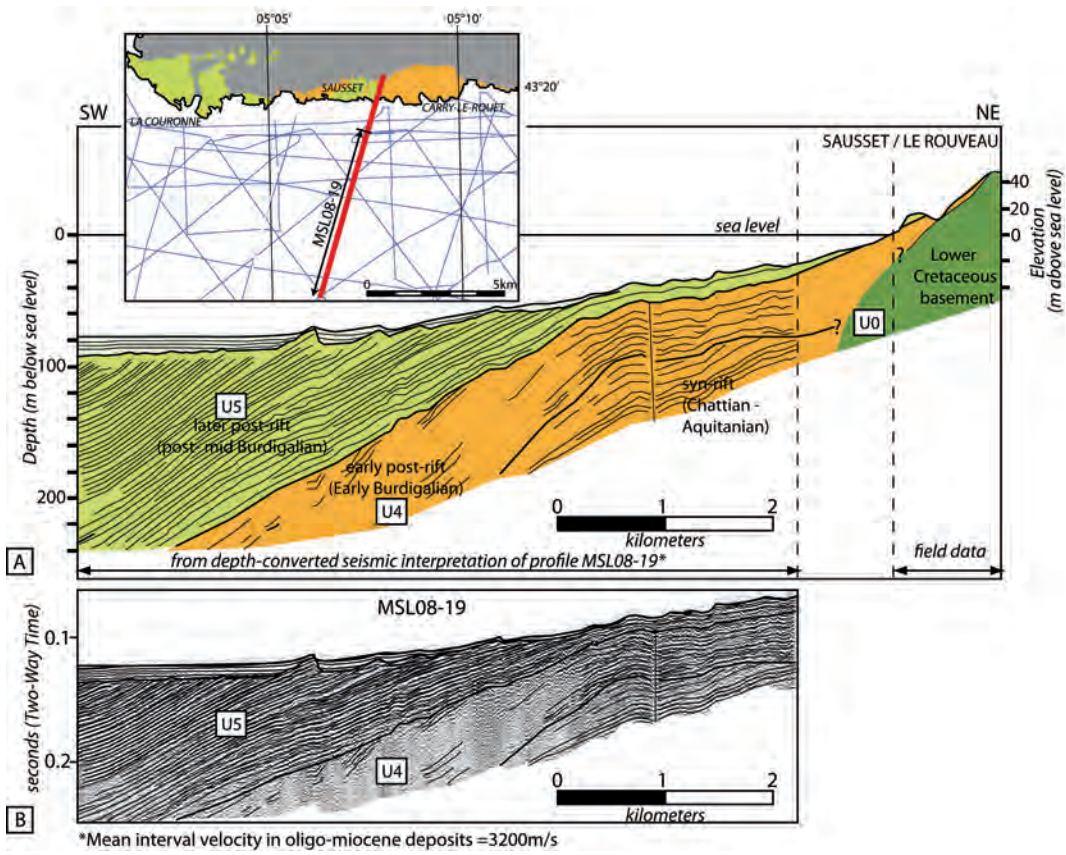 05°05' 05°10'
SW
SAUSSET
CARRY-LE-ROUET
43°20'
LA COURONNE
MSL08-19
0 5km
NE
SAUSSET / LE ROUVEAU
sea level
0
100
200
Depth (m below sea level)
40
20
0
Elevation
(m above sea level)
?
Lower
Cretaceous
basement
U0
?
U5
later post-rift
(post- mid Burdigalian)
syn-rift
(Chattian -
Aquitanian)
early post-rift
(Early Burdigalian)
U4
0 1 2
kilometers
A
from depth-converted seismic interpretation of profile MSL08-19*
field data
MSL08-19
0.1
0.2
seconds (Two-Way Time)
U5
U4
0 1 2
kilometers
B
*Mean interval velocity in oligo-miocene deposits =3200m/s